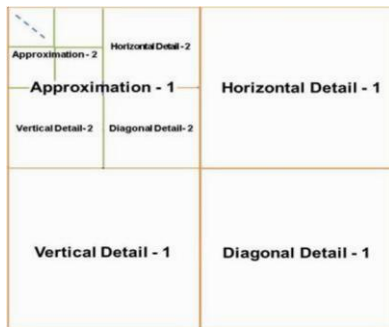 Horizontal Detail - 2
Approximation - 2
Approximation - 1
Horizontal Detail - 1
Vertical Detail - 2
Diagonal Detail - 2
Vertical Detail - 1
Diagonal Detail - 1